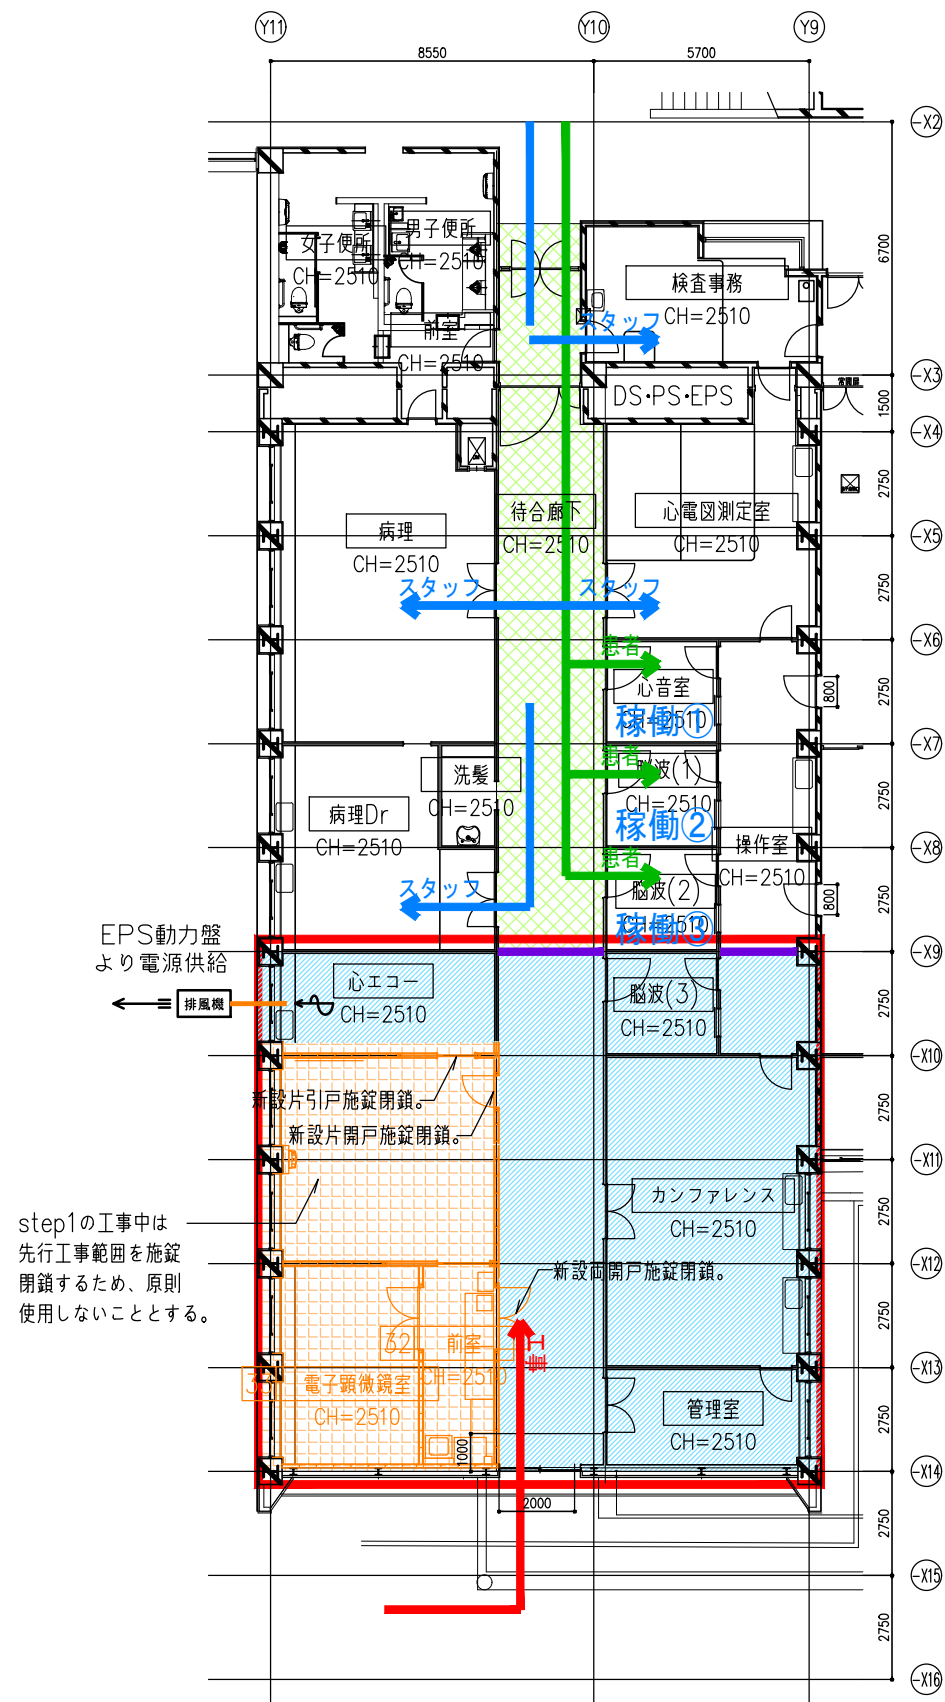 Y11
Y10
Y9
8550
5700
-X2
6700
女子便所
CH=2510
男子便所
CH=2510
検査事務
CH=2510
スタッフ
前室
CH=2510
-X3
DS・PS・EPS
1500
-X4
2750
病理
CH=2510
待合廊下
CH=2510
心電図測定室
CH=2510
-X5
2750
スタッフ
スタッフ
-X6
患者
心音室
CH=2510
稼働①
1800
2750
-X7
患者
洗髪
CH=2510
脳波(1)
CH=2510
稼働②
2750
病理Dr
CH=2510
操作室
CH=2510
-X8
患者
スタッフ
脳波(2)
CH=2510
稼働③
1800
2750
EPS動力盤
より電源供給
-X9
心エコー
CH=2510
脳波(3)
CH=2510
排風機
2750
-X10
新設片引戸施錠閉鎖。
新設片開戸施錠閉鎖。
2750
-X11
カンファレンス
CH=2510
2750
step1の工事中は
先行工事範囲を施錠
閉鎖するため、原則
使用しないこととする。
-X12
新設両開戸施錠閉鎖。
2750
32
前室
CH=2510
工事
-X13
電子顕微鏡室
CH=2510
管理室
CH=2510
1000
2750
-X14
2000
2750
-X15
2750
-X16